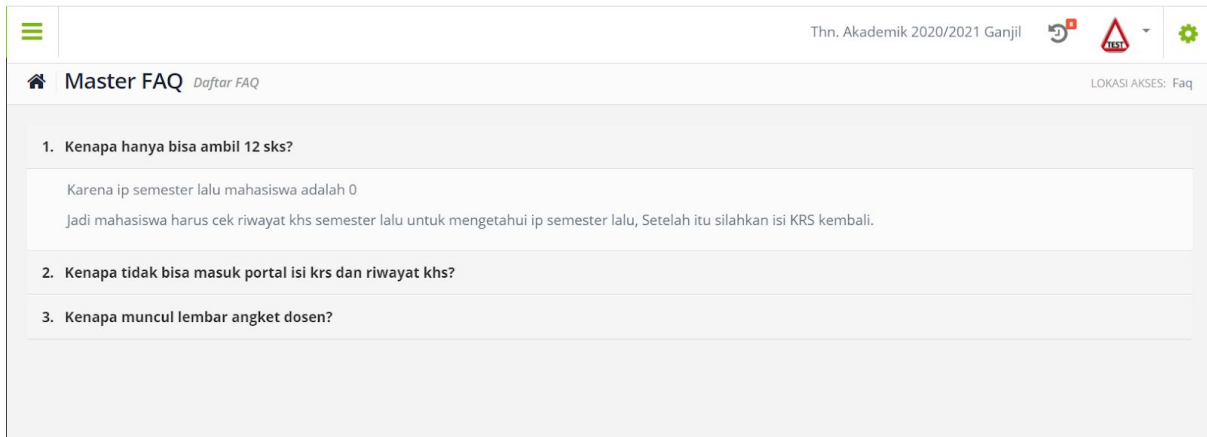 Thn. Akademik 2020/2021 Ganjil
TEST
Master FAQ Daftar FAQ
LOKASI AKSES: Faq
1. Kenapa hanya bisa ambil 12 sks?
Karena ip semester lalu mahasiswa adalah 0
Jadi mahasiswa harus cek riwayat khs semester lalu untuk mengetahui ip semester lalu, Setelah itu silahkan isi KRS kembali.
2. Kenapa tidak bisa masuk portal isi krs dan riwayat khs?
3. Kenapa muncul lembar angket dosen?